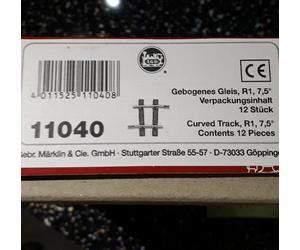 LGB
CE
4 011525 110408
Gebogenes Gleis, R1, 7,5°
Verpackungsinhalt
12 Stück
11040
Curved Track, R1, 7,5°
Contents 12 Pieces
Gebr. Märklin & Cie. GmbH · Stuttgarter Straße 55-57 · D-73033 Göppingen